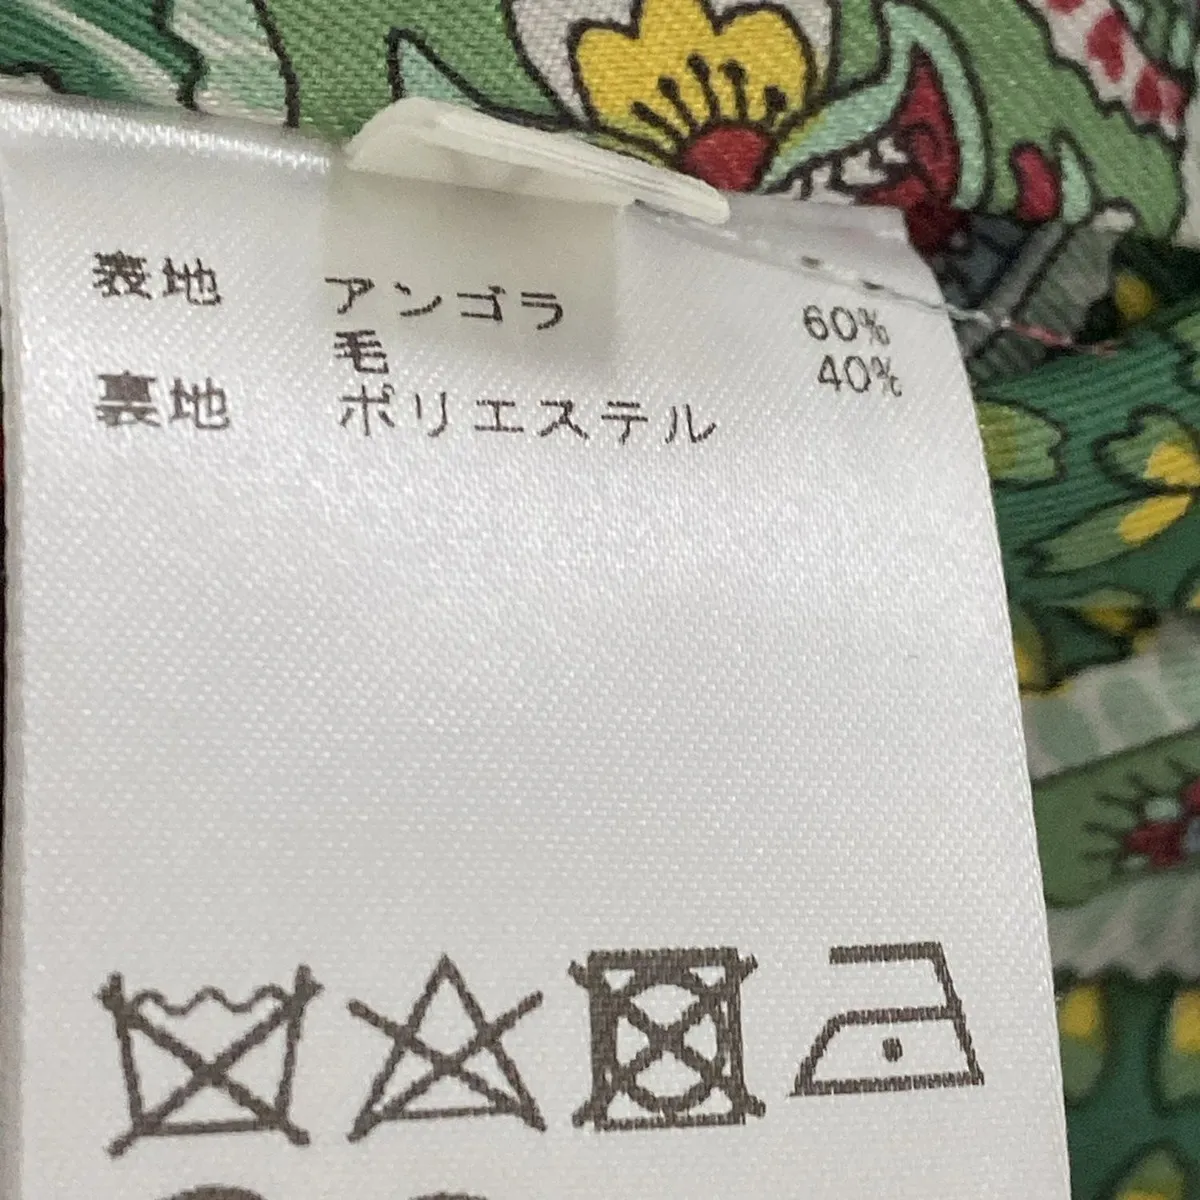 表地 アンゴラ 60%
毛 40%
裏地 ポリエステル